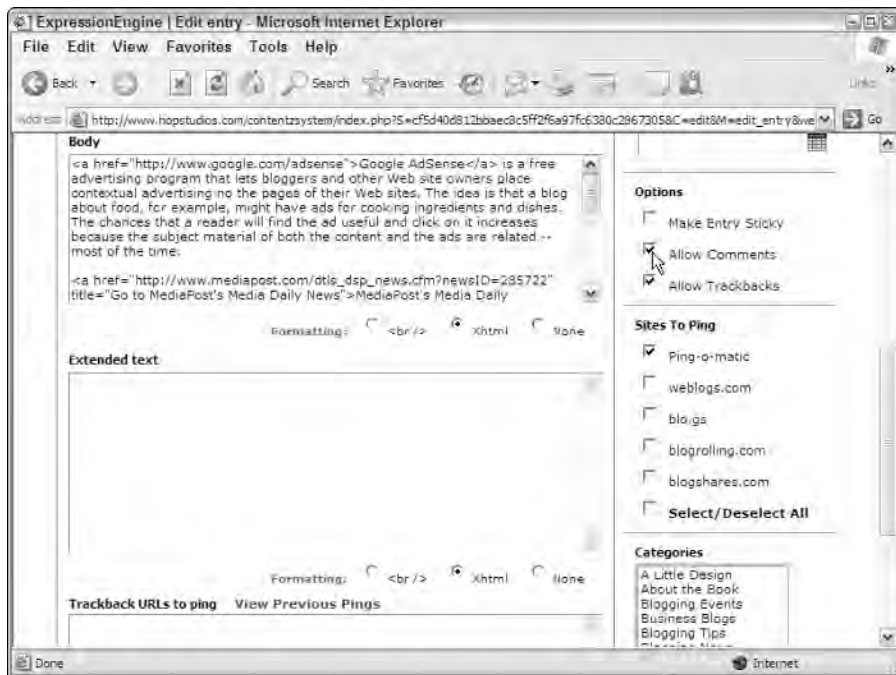 ExpressionEngine | Edit entry - Microsoft Internet Explorer
File Edit View Favorites Tools Help
Back Search Favorites Links
Address http://www.hopstudios.com/contentzsystem/index.php?S=cf5d40d812bbaec8c5ff2f6a97fc6380c2867305&C=edit&M=edit_entry&we Go
Body
<a href="http://www.google.com/adsense">Google AdSense</a> is a free
advertising program that lets bloggers and other Web site owners place
contextual advertising no the pages of their Web sites. The idea is that a blog
about food, for example, might have ads for cooking ingredients and dishes.
The chances that a reader will find the ad useful and click on it increases
because the subject material of both the content and the ads are related --
most of the time.
<a href="http://www.mediapost.com/dtls_dsp_news.cfm?newsID=285722"
title="Go to MediaPost's Media Daily News">MediaPost's Media Daily
Formatting: <br /> Xhtml None
Extended text
Formatting: <br /> Xhtml None
Trackback URLs to ping View Previous Pings
Options
Make Entry Sticky
Allow Comments
Allow Trackbacks
Sites To Ping
Ping-o-matic
weblogs.com
blo.gs
blogrolling.com
blogshares.com
Select/Deselect All
Categories
A Little Design
About the Book
Blogging Events
Business Blogs
Blogging Tips
Done Internet